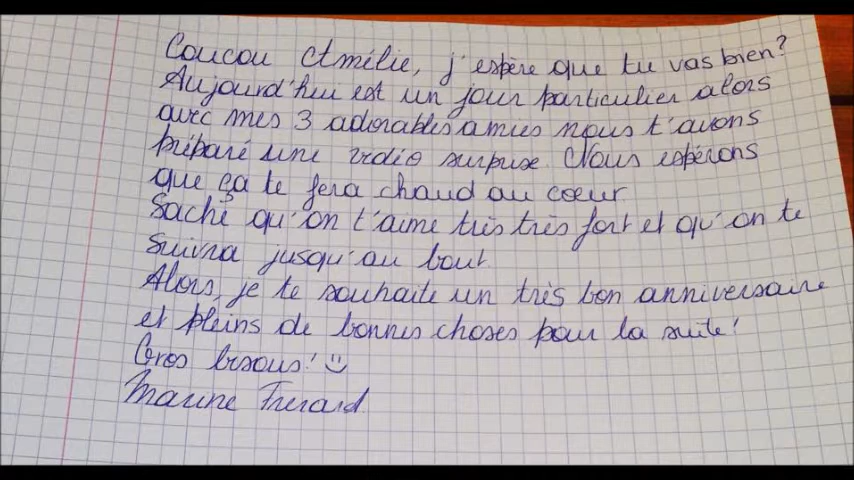 Coucou Amélie, j'espère que tu vas bien?
Aujourd'hui est un jour particulier alors
avec mes 3 adorables amies nous t'avons
préparé une vidéo surprise. Nous espérons
que ça te fera chaud au coeur
Sache qu'on t'aime très très fort et qu'on te
suivra jusqu'au bout.
Alors, je te souhaite un très bon anniversaire
et pleins de bonnes choses pour la suite!
Gros bisous! ☺
Marine